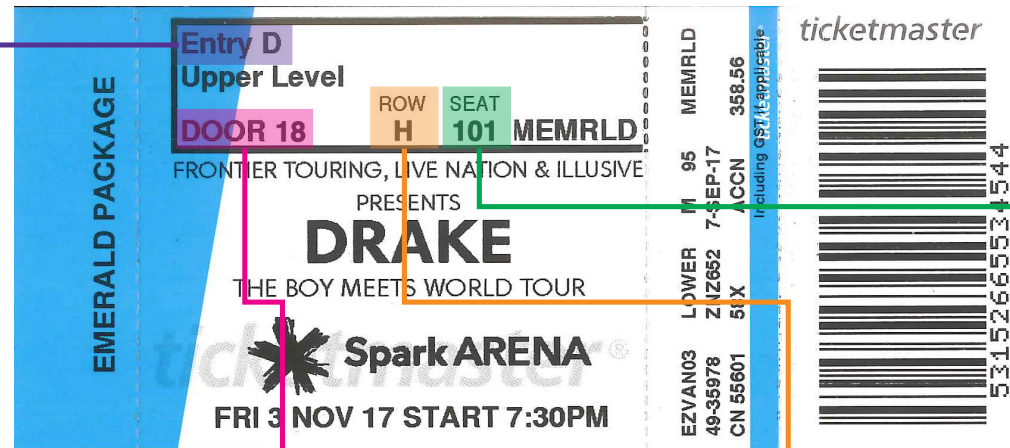 EMERALD PACKAGE
Entry D
Upper Level
ROW SEAT
DOOR 18 H 101 MEMRLD
FRONTIER TOURING, LIVE NATION & ILLUSIVE
PRESENTS
DRAKE
THE BOY MEETS WORLD TOUR
ticketmaster®
Spark ARENA
FRI 3 NOV 17 START 7:30PM
EZVAN03 LOWER M 95 MEMRLD
49-35978 ZNZ652 7-SEP-17
CN 55601 58X ACCN 358.56
Including GST if applicable
ticketmaster
ticketmaster
53152665534544